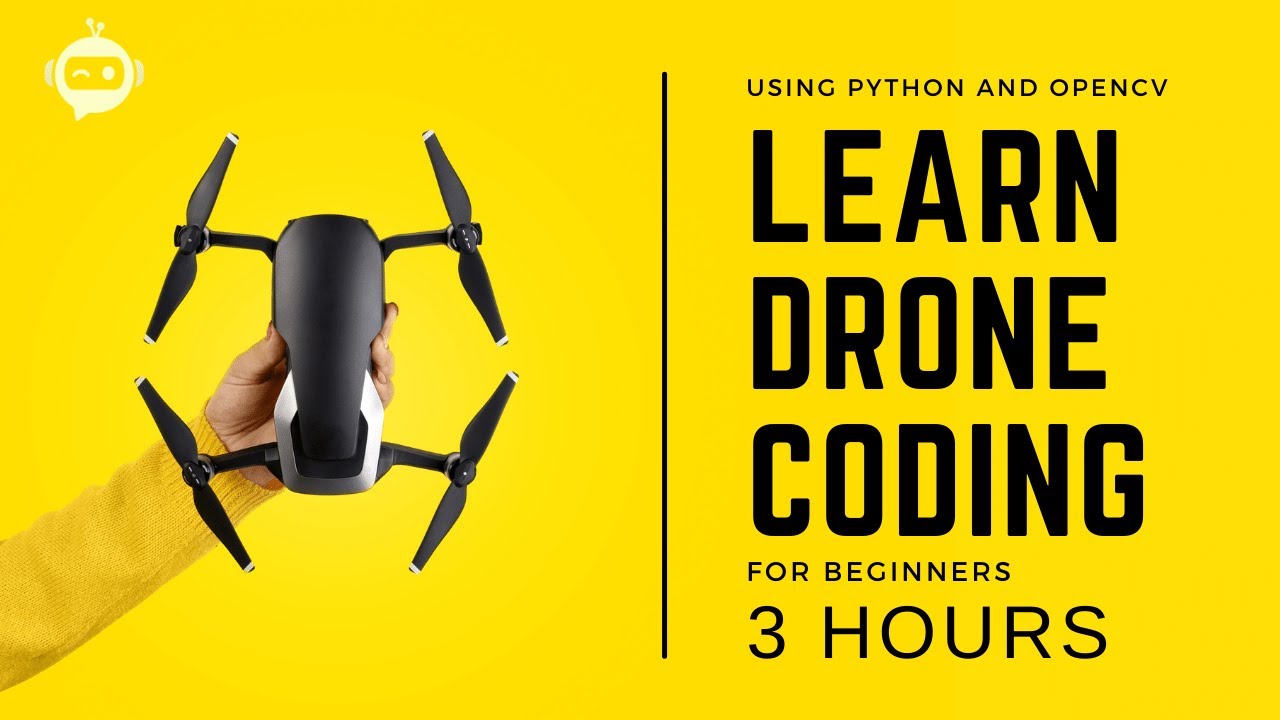 USING PYTHON AND OPENCV
LEARN
DRONE
CODING
FOR BEGINNERS
3 HOURS